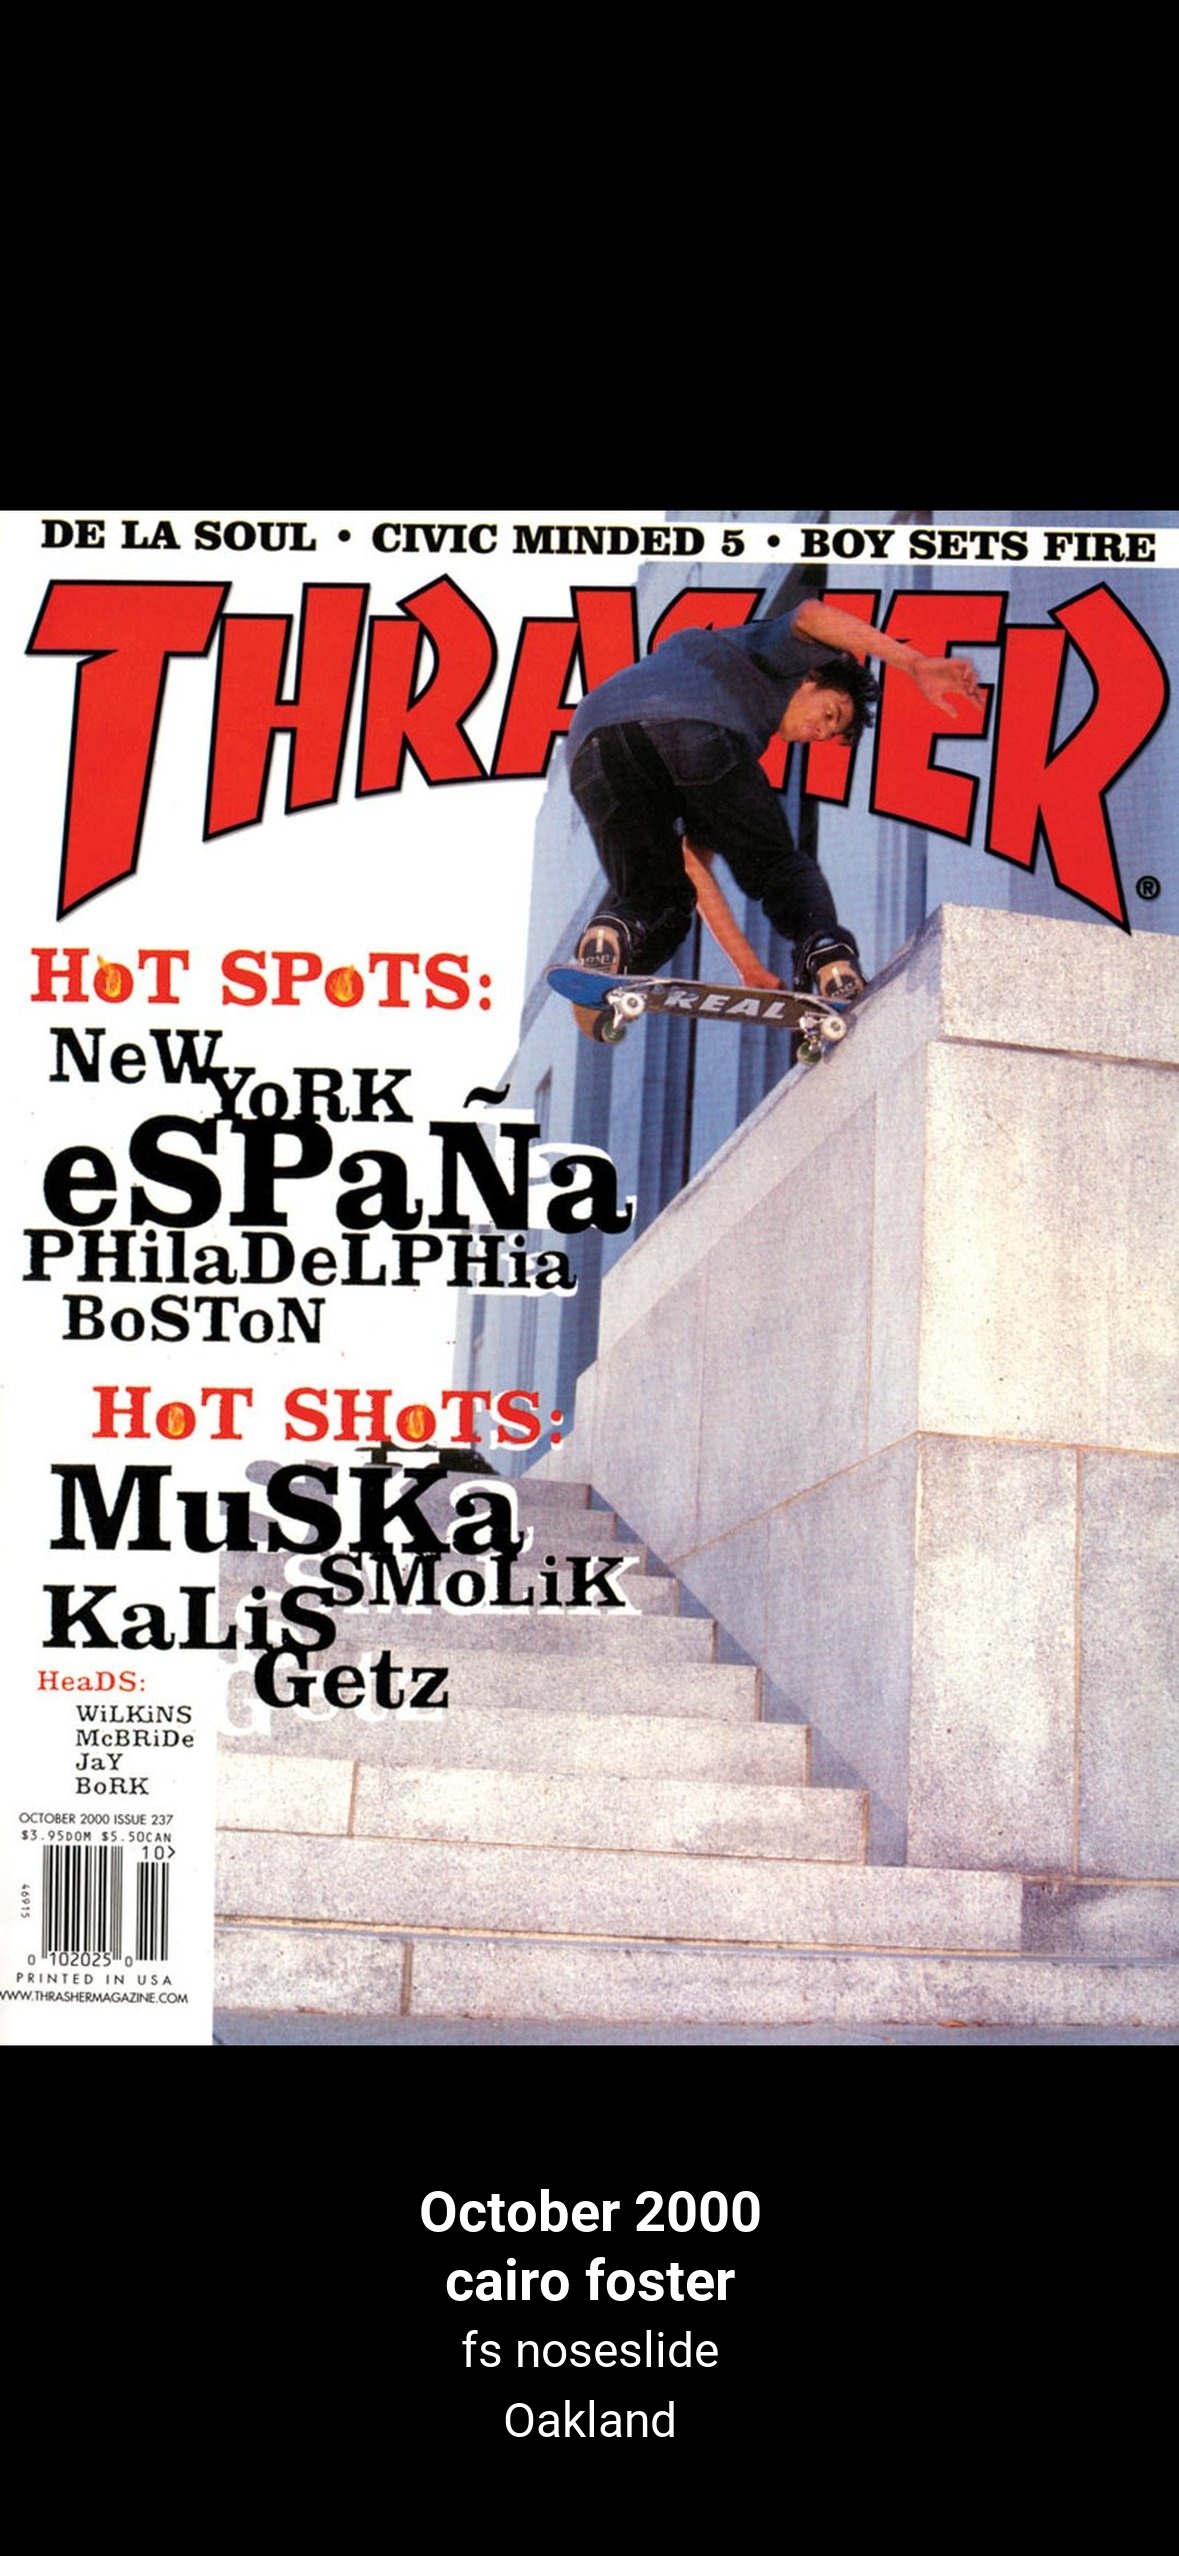 DE LA SOUL • CIVIC MINDED 5 • BOY SETS FIRE
THRASHER®
HoT SPoTS:
NeW YoRK
eSPaÑa
PHilaDeLPHia
BoSToN
HoT SHoTS:
MuSKa
SMoLiK
KaLiS
Getz
HeaDS:
WiLKiNS
McBRiDe
JaY
BoRK
OCTOBER 2000 ISSUE 237
$3.95DOM $5.50CAN
10>
46915
0 102025 0
PRINTED IN USA
WWW.THRASHERMAGAZINE.COM
REAL
October 2000
cairo foster
fs noseslide
Oakland